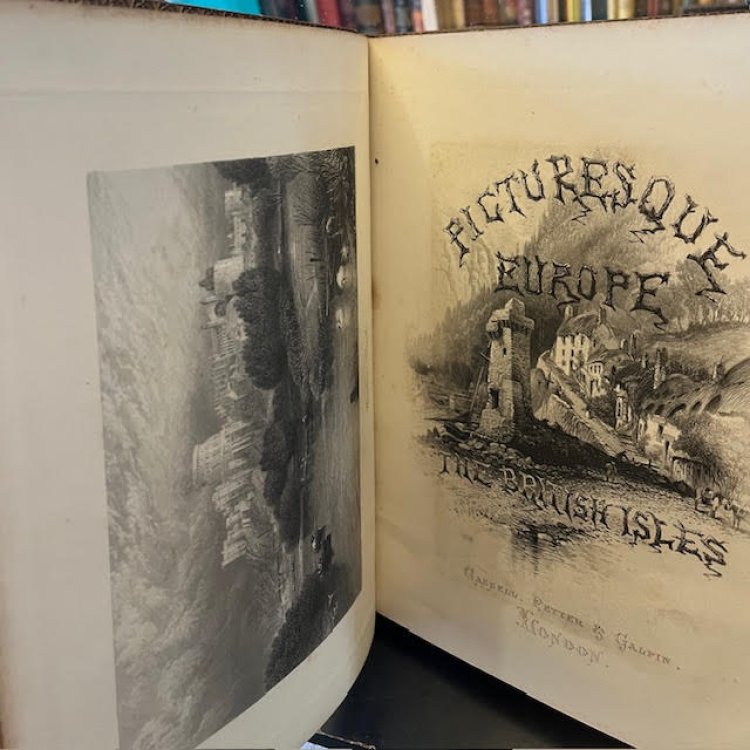 PICTURESQUE
EUROPE
THE BRITISH ISLES
CASSELL, PETTER & GALPIN.
LONDON.